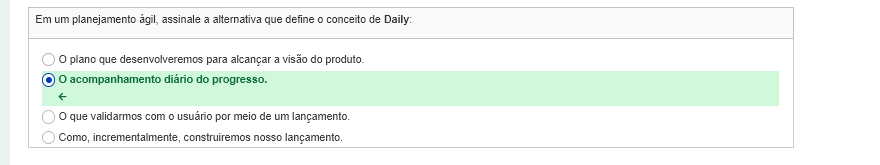 Em um planejamento ágil, assinale a alternativa que define o conceito de Daily:
O plano que desenvolveremos para alcançar a visão do produto.
O acompanhamento diário do progresso.
←
O que validarmos com o usuário por meio de um lançamento.
Como, incrementalmente, construiremos nosso lançamento.